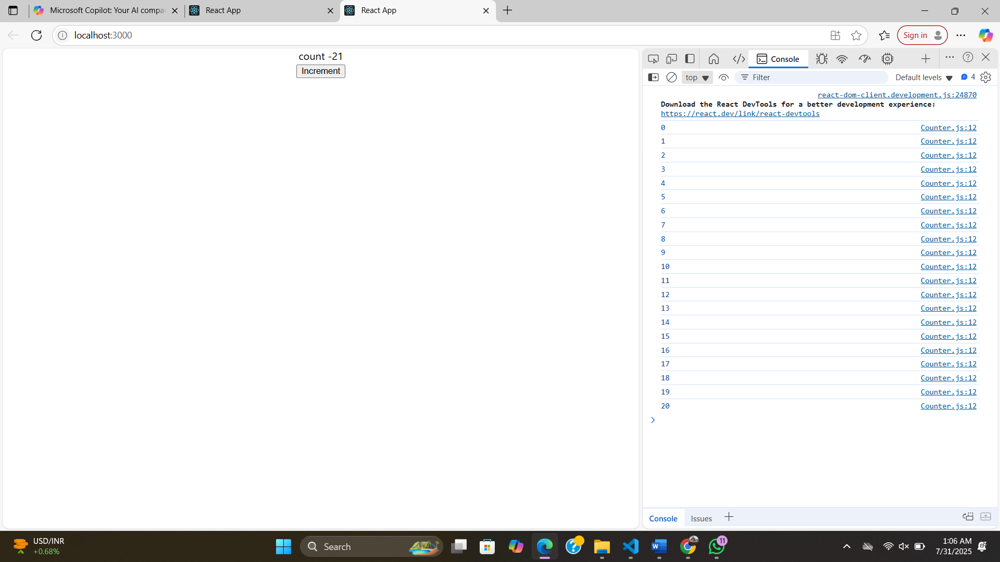 Microsoft Copilot: Your AI compa
React App
React App
localhost:3000
Sign in
count -21
Increment
Console
top
Filter
Default levels
4
react-dom-client.development.js:24870
Download the React DevTools for a better development experience:
https://react.dev/link/react-devtools
0 Counter.js:12
1 Counter.js:12
2 Counter.js:12
3 Counter.js:12
4 Counter.js:12
5 Counter.js:12
6 Counter.js:12
7 Counter.js:12
8 Counter.js:12
9 Counter.js:12
10 Counter.js:12
11 Counter.js:12
12 Counter.js:12
13 Counter.js:12
14 Counter.js:12
15 Counter.js:12
16 Counter.js:12
17 Counter.js:12
18 Counter.js:12
19 Counter.js:12
20 Counter.js:12
Console
Issues
USD/INR
+0.68%
Search
11
1:06 AM
7/31/2025